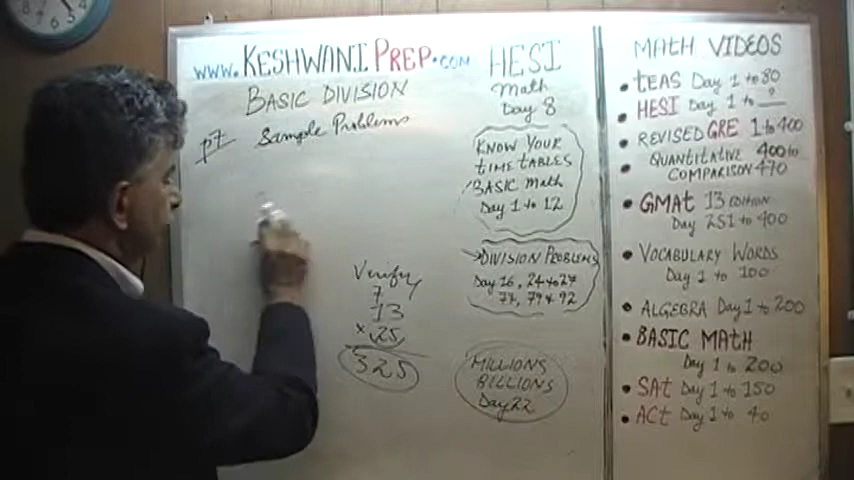 www.KESHWANIPREP.COM
BASIC DIVISION
pt Sample Problems
Verify
7
13
×25
325
HESI
Math
Day 8
KNOW YOUR
TIME TABLES
BASIC Math
Day 1 to 12
DIVISION PROBLEMS
Day 16, 24 to 27
77, 79 & 92
MILLIONS
BILLIONS
Day 22
MATH VIDEOS
• TEAS Day 1 to 80
• HESI Day 1 to ?
• REVISED GRE 1 to 400
• QUANTITATIVE 400 to
COMPARISON 470
• GMAT 13 EDITION
Day 251 to 400
• VOCABULARY WORDS
Day 1 to 100
• ALGEBRA Day 1 to 200
• BASIC MATH
Day 1 to 200
• SAT Day 1 to 150
• ACT Day 1 to 40